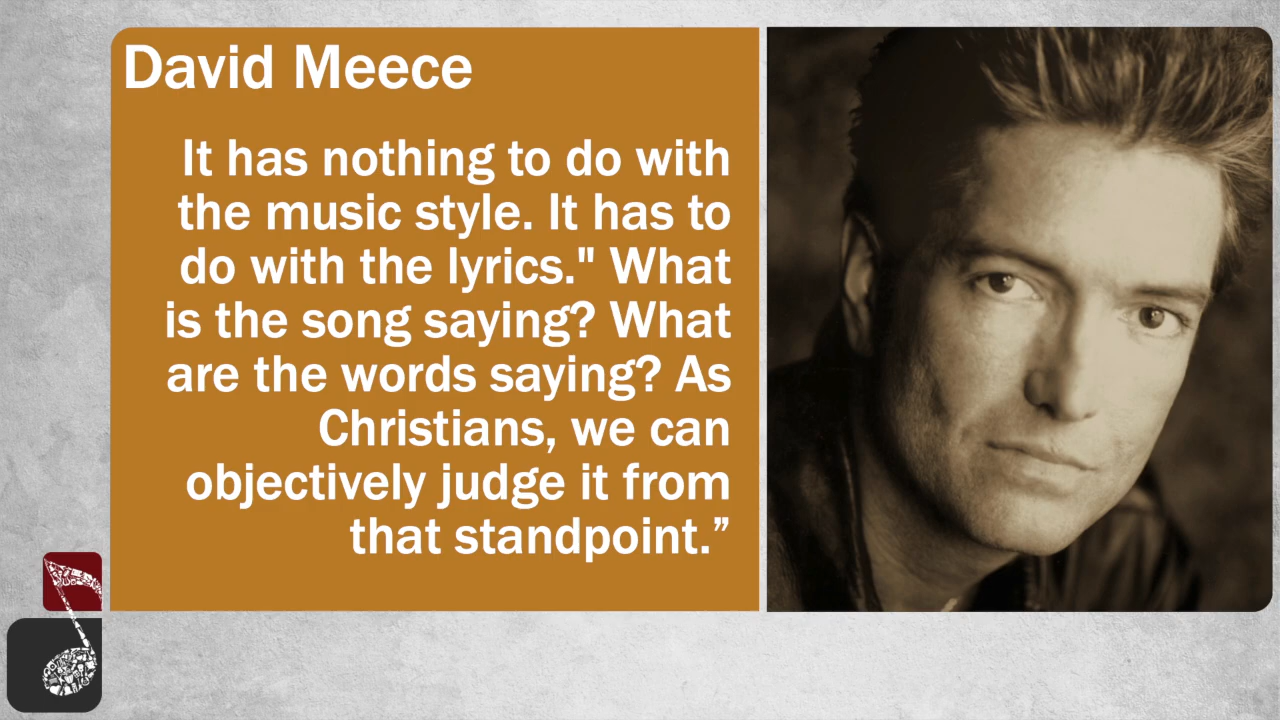 David Meece
It has nothing to do with
the music style. It has to
do with the lyrics." What
is the song saying? What
are the words saying? As
Christians, we can
objectively judge it from
that standpoint.”